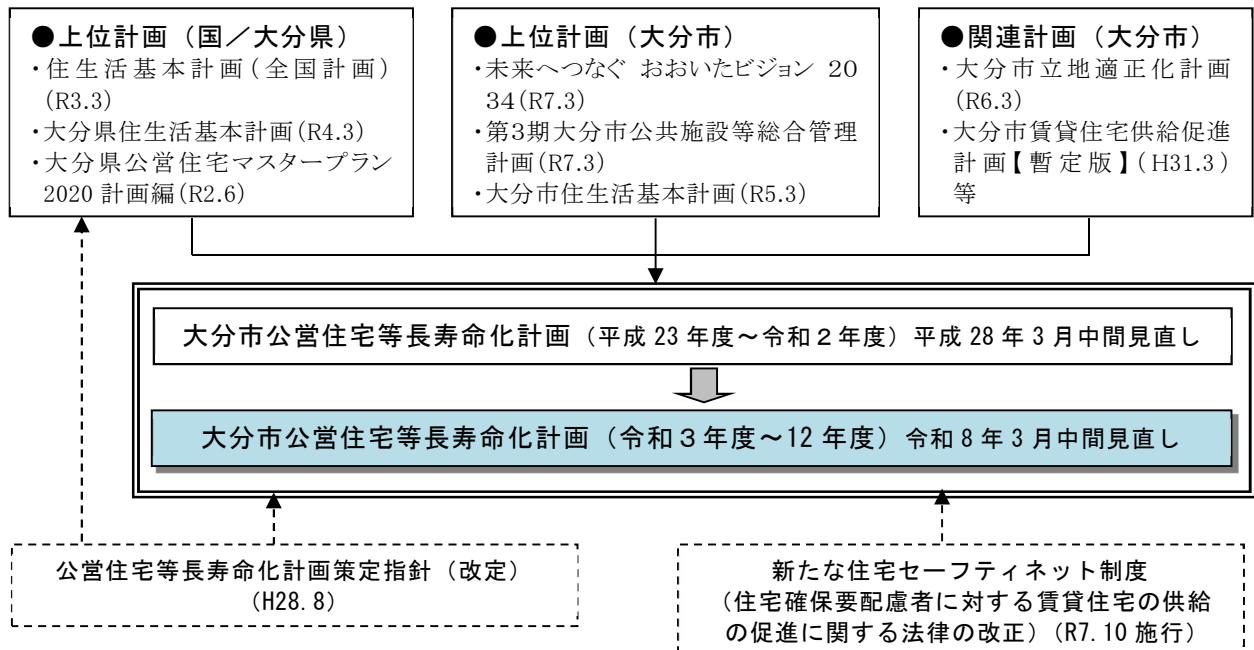 ●上位計画（国／大分県）
・住生活基本計画（全国計画）
(R3.3)
・大分県住生活基本計画(R4.3)
・大分県公営住宅マスタープラン
2020 計画編(R2.6)
●上位計画（大分市）
・未来へつなぐ おおいたビジョン 20
34(R7.3)
・第3期大分市公共施設等総合管理
計画(R7.3)
・大分市住生活基本計画(R5.3)
●関連計画（大分市）
・大分市立地適正化計画
(R6.3)
・大分市賃貸住宅供給促進
計画【暫定版】(H31.3)
等
大分市公営住宅等長寿命化計画（平成 23 年度～令和２年度）平成 28 年 3 月中間見直し
大分市公営住宅等長寿命化計画（令和３年度～12 年度）令和 8 年 3 月中間見直し
公営住宅等長寿命化計画策定指針（改定）
(H28.8)
新たな住宅セーフティネット制度
（住宅確保要配慮者に対する賃貸住宅の供給
の促進に関する法律の改正）（R7.10 施行）